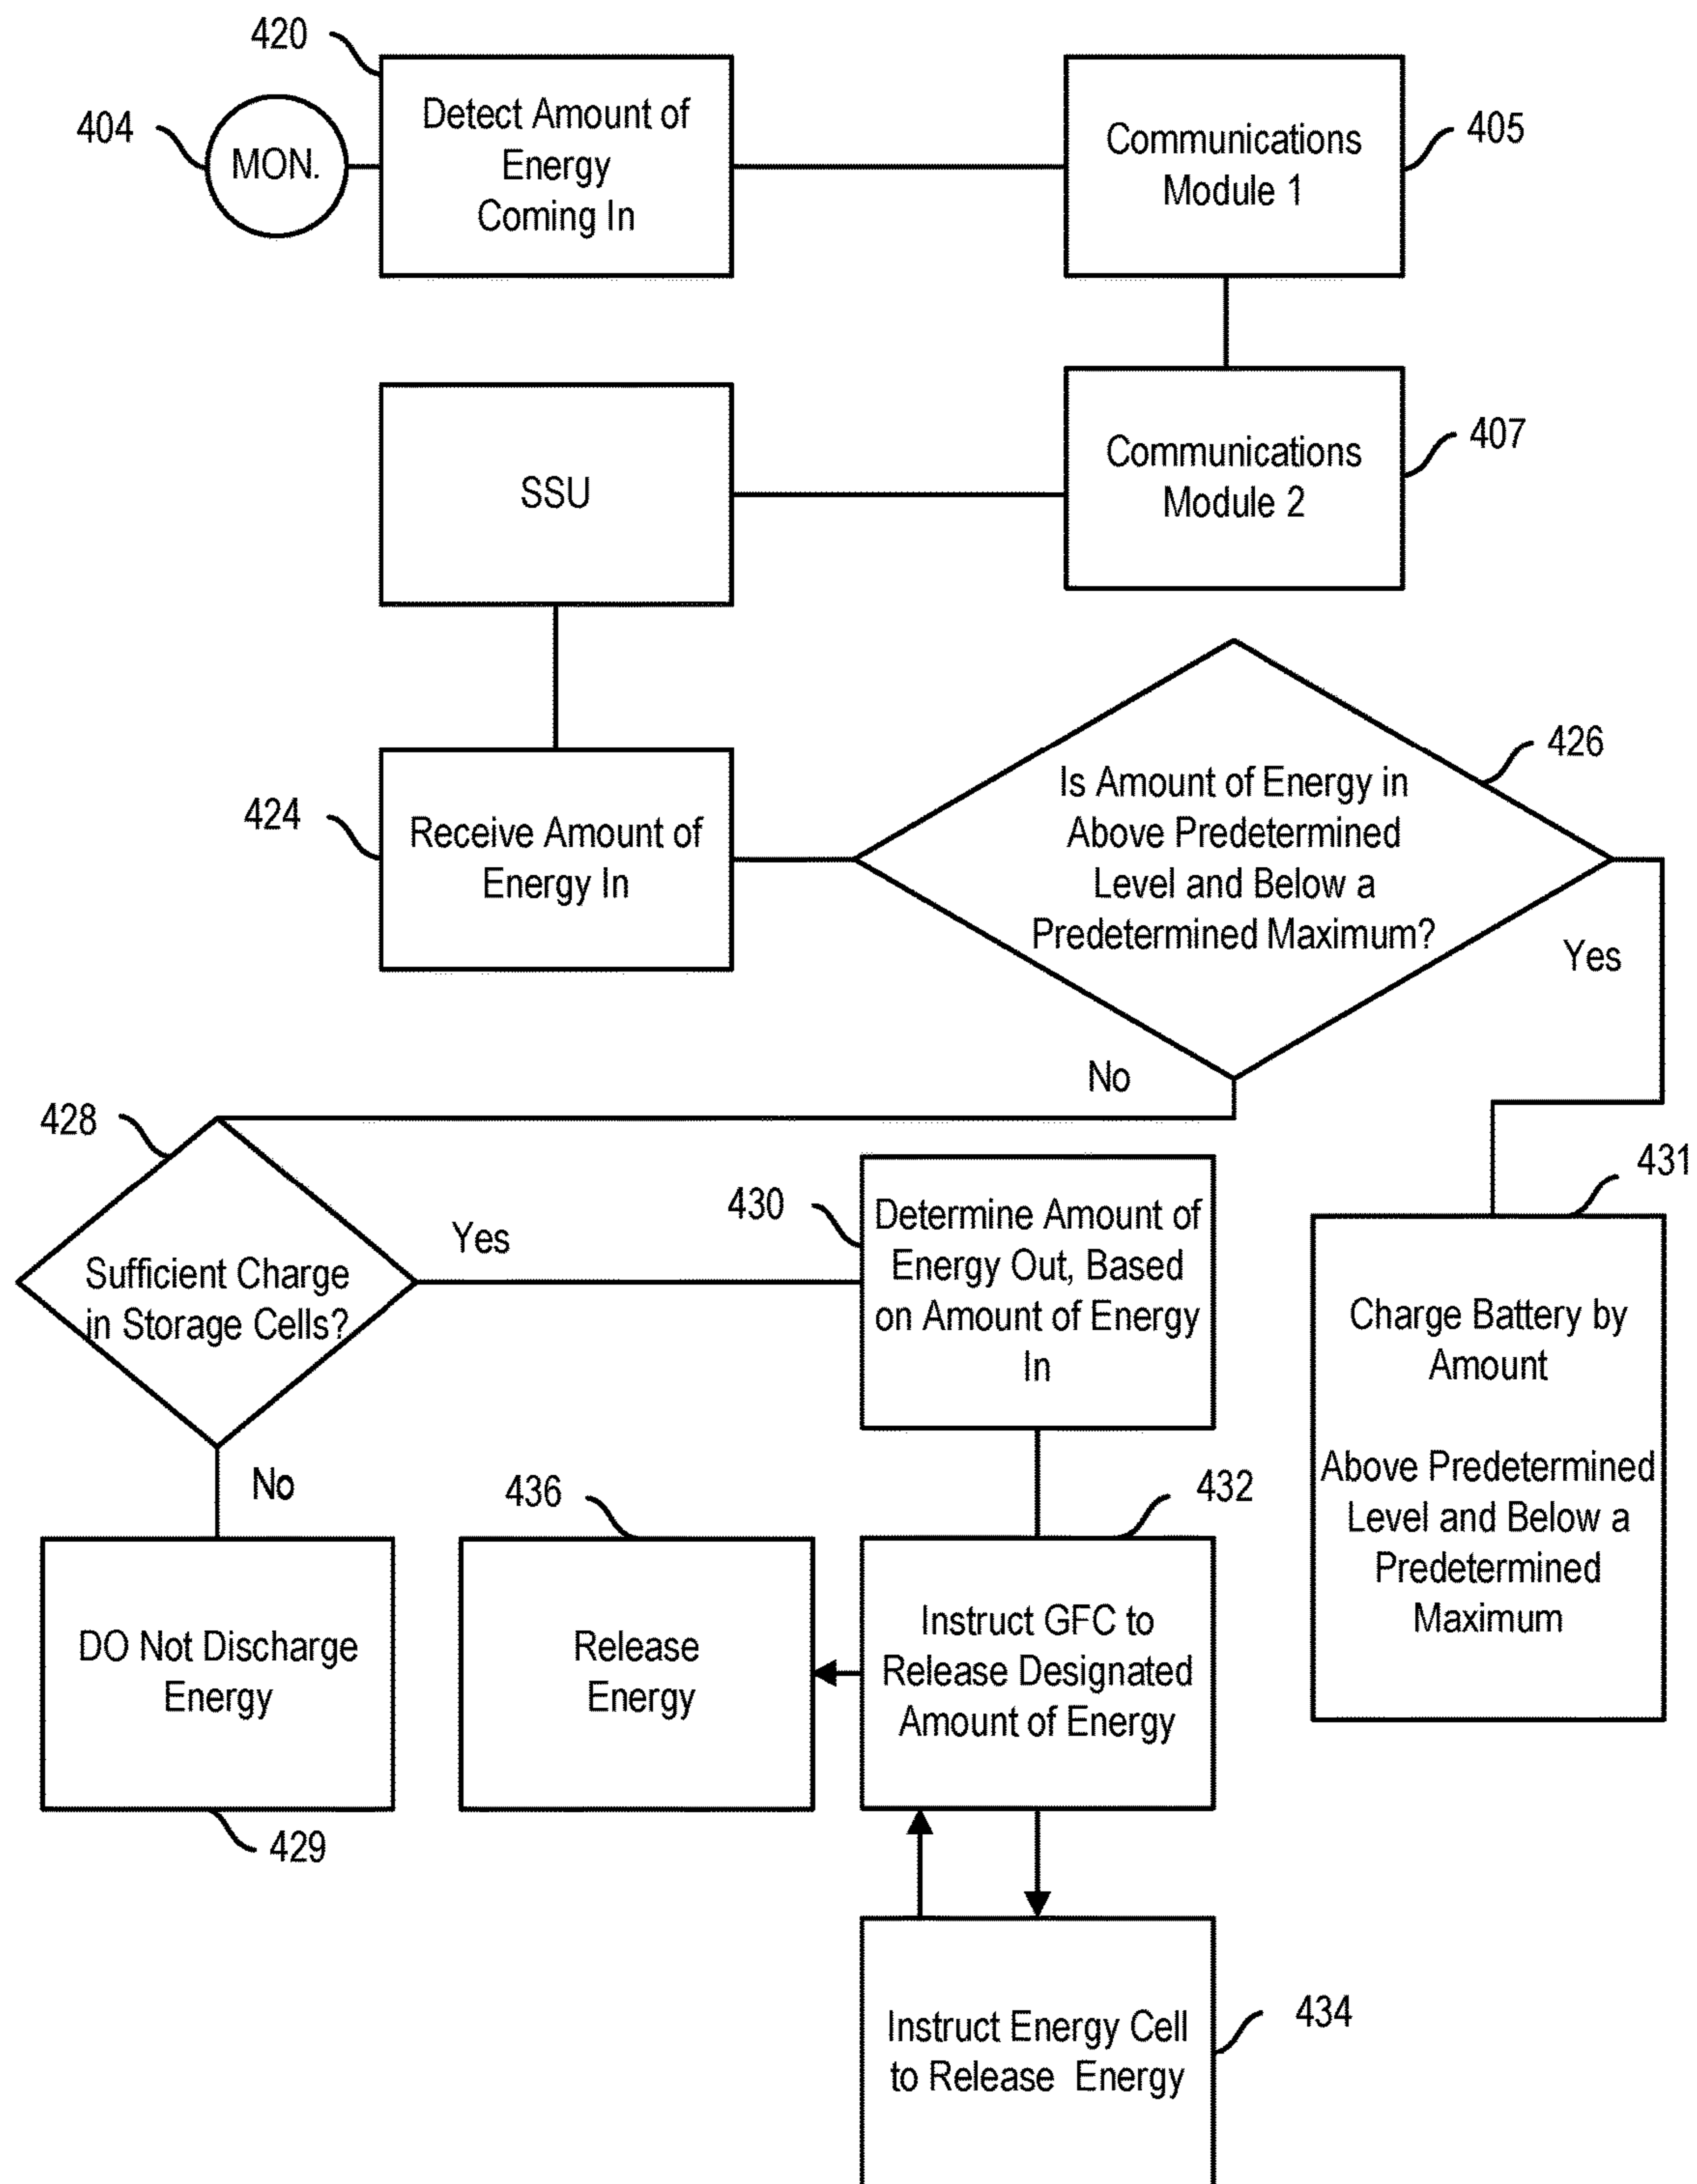 420
404
MON.
Detect Amount of
Energy
Coming In
Communications
Module 1
405
SSU
Communications
Module 2
407
424
Receive Amount of
Energy In
Is Amount of Energy in
Above Predetermined
Level and Below a
Predetermined Maximum?
426
Yes
No
428
Sufficient Charge
in Storage Cells?
Yes
430
Determine Amount of
Energy Out, Based
on Amount of Energy
In
431
Charge Battery by
Amount
Above Predetermined
Level and Below a
Predetermined
Maximum
No
436
432
DO Not Discharge
Energy
429
Release
Energy
Instruct GFC to
Release Designated
Amount of Energy
Instruct Energy Cell
to Release Energy
434